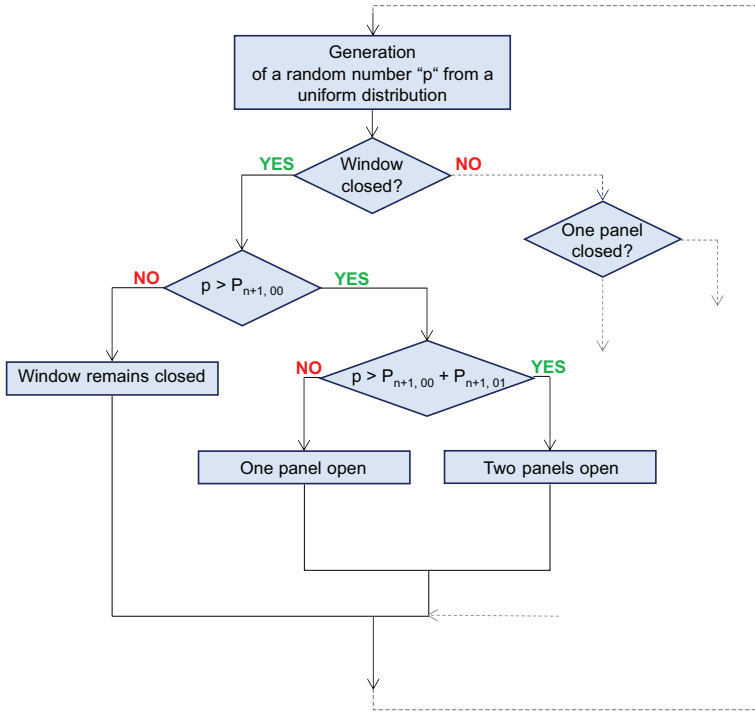 Generation
of a random number “p“ from a
uniform distribution
Window
closed?
YES
NO
One panel
closed?
p > Pn+1, 00
NO
YES
Window remains closed
p > Pn+1, 00 + Pn+1, 01
NO
YES
One panel open
Two panels open